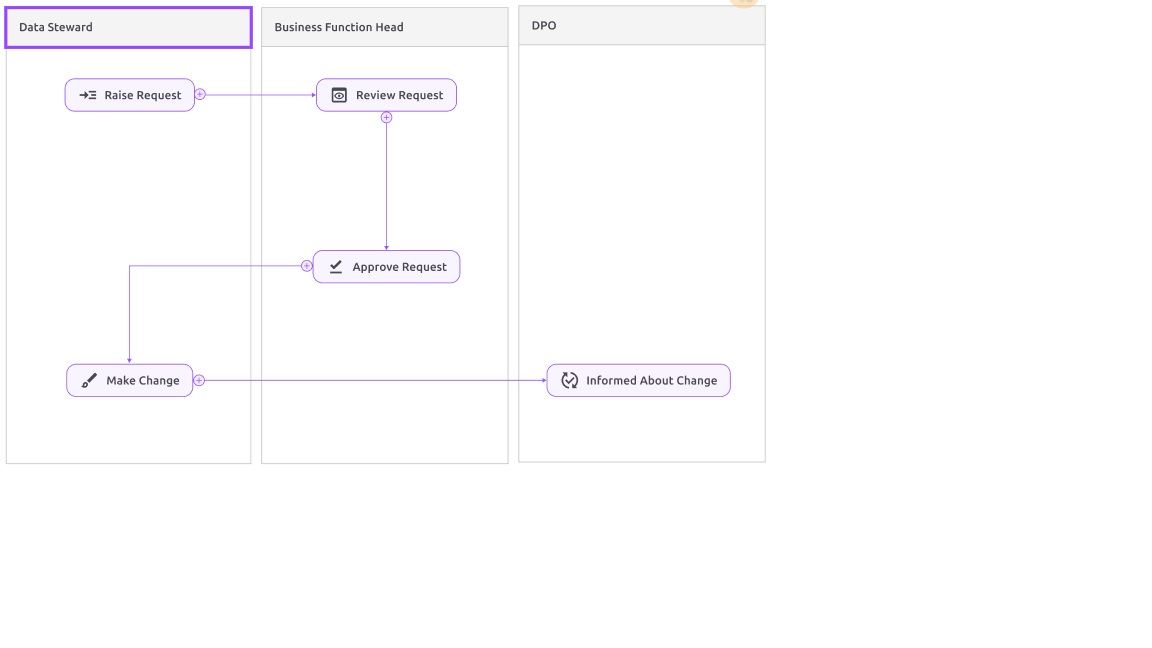 Data Steward
Business Function Head
DPO
Raise Request
Review Request
Approve Request
Make Change
Informed About Change